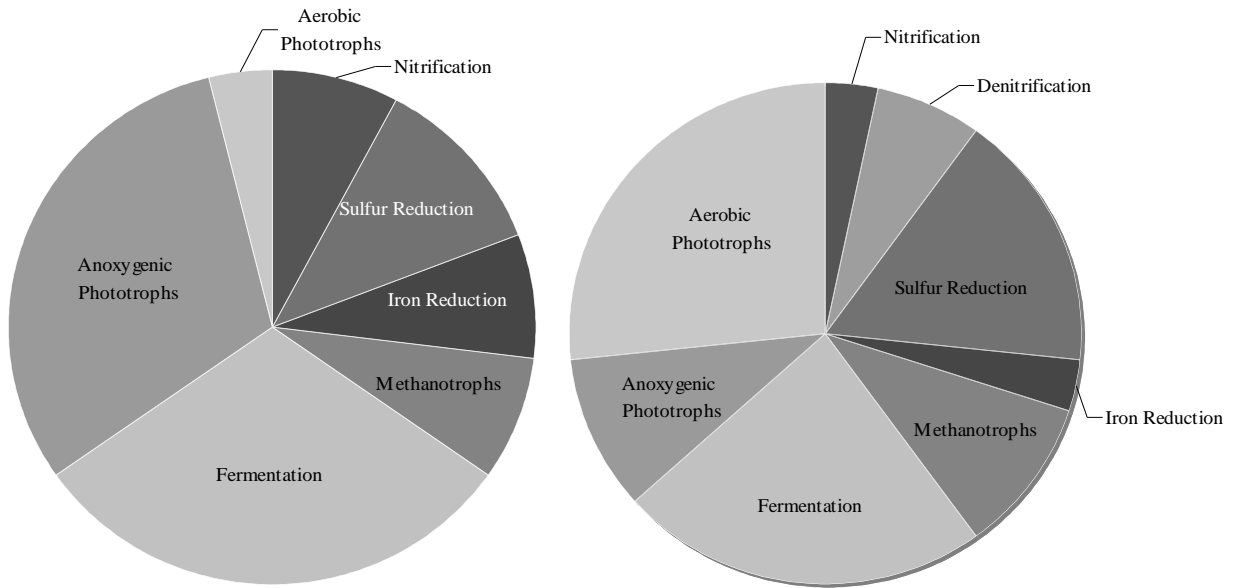 Aerobic
Phototrophs
Nitrification
Sulfur Reduction
Anoxygenic
Phototrophs
Iron Reduction
Methanotrophs
Fermentation
Nitrification
Denitrification
Aerobic
Phototrophs
Sulfur Reduction
Anoxygenic
Phototrophs
Iron Reduction
Methanotrophs
Fermentation